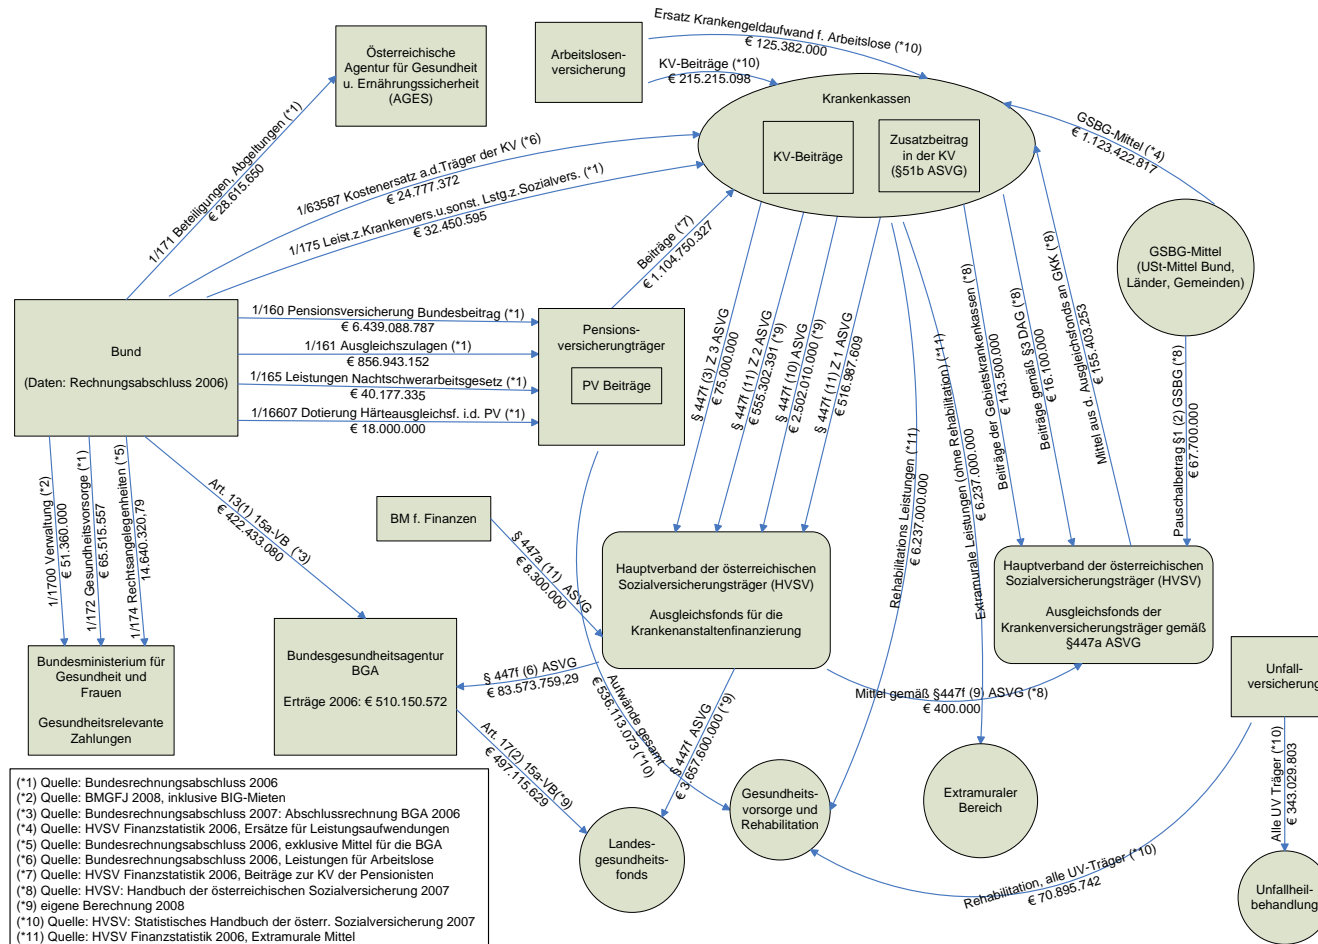 Österreichische
Agentur für Gesundheit
u. Ernährungssicherheit
(AGES)
Arbeitslosen-
versicherung
Ersatz Krankengeldaufwand f. Arbeitslose (*10)
€ 125.382.000
KV-Beiträge (*10)
€ 215.215.098
Krankenkassen
KV-Beiträge
Zusatzbeitrag
in der KV
(§51b ASVG)
GSBG-Mittel (*4)
€ 1.123.422.817
GSBG-Mittel
(USt-Mittel Bund,
Länder, Gemeinden)
1/171 Beteiligungen, Abgeltungen (*1)
€ 28.615.650
1/63587 Kostenersatz a.d.Träger der KV (*6)
€ 24.777.372
1/175 Leist.z.Krankenvers.u.sonst. Lstg.z.Sozialvers. (*1)
€ 32.450.595
Beiträge (*7)
€ 1.104.750.327
Bund
(Daten: Rechnungsabschluss 2006)
1/160 Pensionsversicherung Bundesbeitrag (*1)
€ 6.439.088.787
1/161 Ausgleichszulagen (*1)
€ 856.943.152
1/165 Leistungen Nachtschwerarbeitsgesetz (*1)
€ 40.177.335
1/16607 Dotierung Härteausgleichsf. i.d. PV (*1)
€ 18.000.000
Pensions-
versicherungträger
PV Beiträge
§ 447f (3) Z 3 ASVG
€ 75.000.000
§ 447f (11) Z 2 ASVG
€ 555.302.391 (*9)
§ 447f (10) ASVG
€ 2.502.010.000 (*9)
§ 447f (11) Z 1 ASVG
€ 516.987.609
Rehabilitations Leistungen (*11)
€ 6.237.000.000
Extramurale Leistungen (ohne Rehabilitation) (*11)
€ 6.237.000.000
Beiträge der Gebietskrankenkassen (*8)
€ 143.500.000
Beiträge gemäß §3 DAG (*8)
€ 16.100.000
Mittel aus d. Ausgleichsfonds an GKK (*8)
€ 155.403.253
Pauschalbetrag §1 (2) GSBG (*8)
€ 67.700.000
1/1700 Verwaltung (*2)
€ 51.360.000
1/172 Gesundheitsvorsorge (*1)
€ 65.515.557
1/174 Rechtsangelegenheiten (*5)
14.640.320,79
Art. 13(1) 15a-VB (*3)
€ 422.433.080
BM f. Finanzen
§ 447a (11) ASVG
€ 8.300.000
Hauptverband der österreichischen
Sozialversicherungsträger (HVSV)
Ausgleichsfonds für die
Krankenanstaltenfinanzierung
Hauptverband der österreichischen
Sozialversicherungsträger (HVSV)
Ausgleichsfonds der
Krankenversicherungsträger gemäß
§447a ASVG
Bundesministerium für
Gesundheit und
Frauen
Gesundheitsrelevante
Zahlungen
Bundesgesundheitsagentur
BGA
Erträge 2006: € 510.150.572
§ 447f (6) ASVG
€ 83.573.759,29
Aufwände gesamt
€ 536.113.073 (*10)
§ 447f ASVG
€ 3.657.600.000 (*9)
Mittel gemäß §447f (9) ASVG (*8)
€ 400.000
Unfall-
versicherung
Art. 17(2) 15a-VB(*9)
€ 497.115.629
Landes-
gesundheits-
fonds
Gesundheits-
vorsorge und
Rehabilitation
Extramuraler
Bereich
Alle UV Träger (*10)
€ 343.029.803
Rehabilitation, alle UV-Träger (*10)
€ 70.895.742
Unfallheil-
behandlung
(*1) Quelle: Bundesrechnungsabschluss 2006
(*2) Quelle: BMGFJ 2008, inklusive BIG-Mieten
(*3) Quelle: Bundesrechnungsabschluss 2007: Abschlussrechnung BGA 2006
(*4) Quelle: HVSV Finanzstatistik 2006, Ersätze für Leistungsaufwendungen
(*5) Quelle: Bundesrechnungsabschluss 2006, exklusive Mittel für die BGA
(*6) Quelle: Bundesrechnungsabschluss 2006, Leistungen für Arbeitslose
(*7) Quelle: HVSV Finanzstatistik 2006, Beiträge zur KV der Pensionisten
(*8) Quelle: HVSV: Handbuch der österreichischen Sozialversicherung 2007
(*9) eigene Berechnung 2008
(*10) Quelle: HVSV: Statistisches Handbuch der österr. Sozialversicherung 2007
(*11) Quelle: HVSV Finanzstatistik 2006, Extramurale Mittel